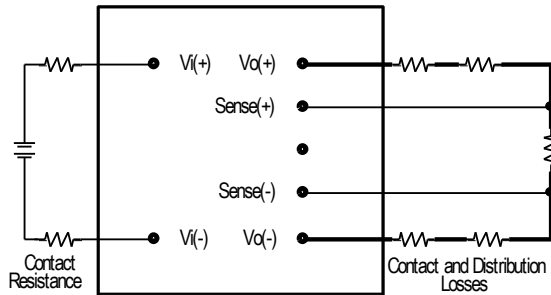 Vi(+) Vo(+)
Sense(+)
Sense(-)
Vi(-) Vo(-)
Contact
Resistance
Contact and Distribution
Losses